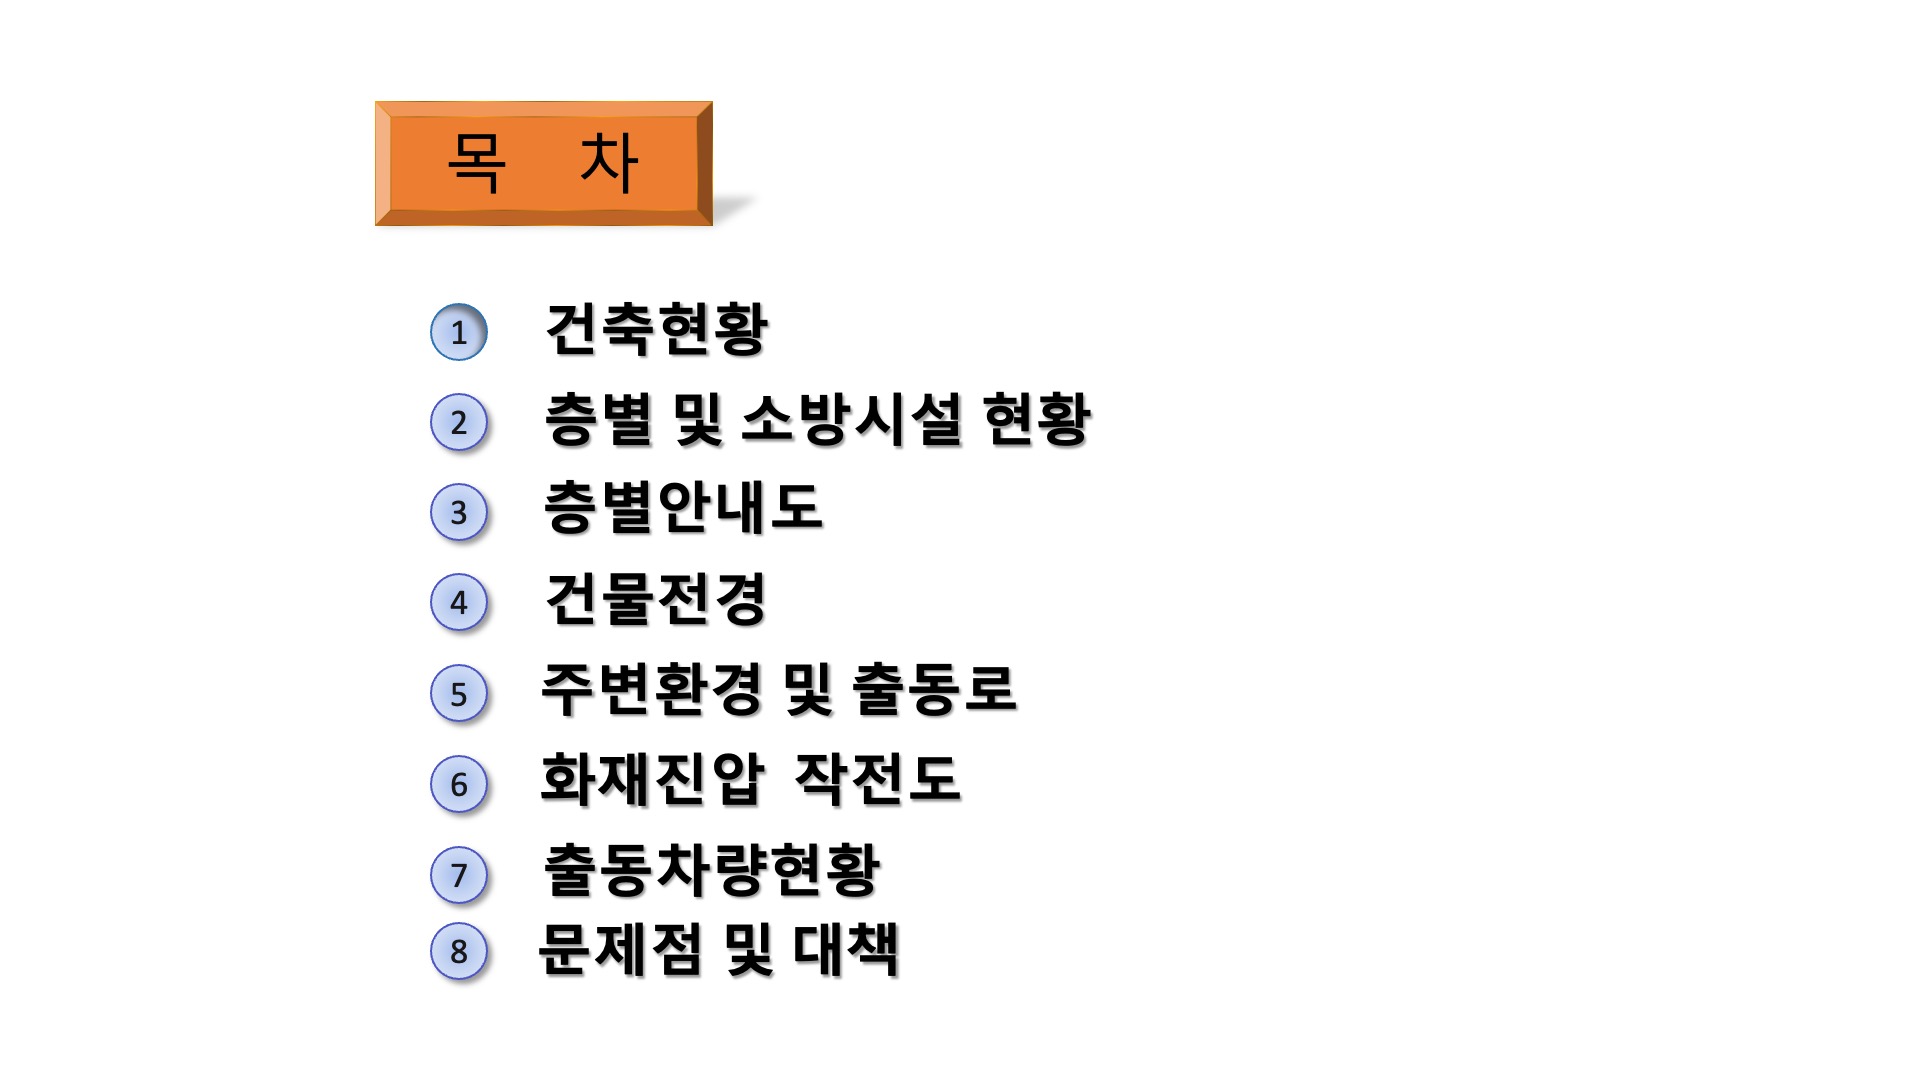 목 차
1 건축현황
2 층별 및 소방시설 현황
3 층별안내도
4 건물전경
5 주변환경 및 출동로
6 화재진압 작전도
7 출동차량현황
8 문제점 및 대책